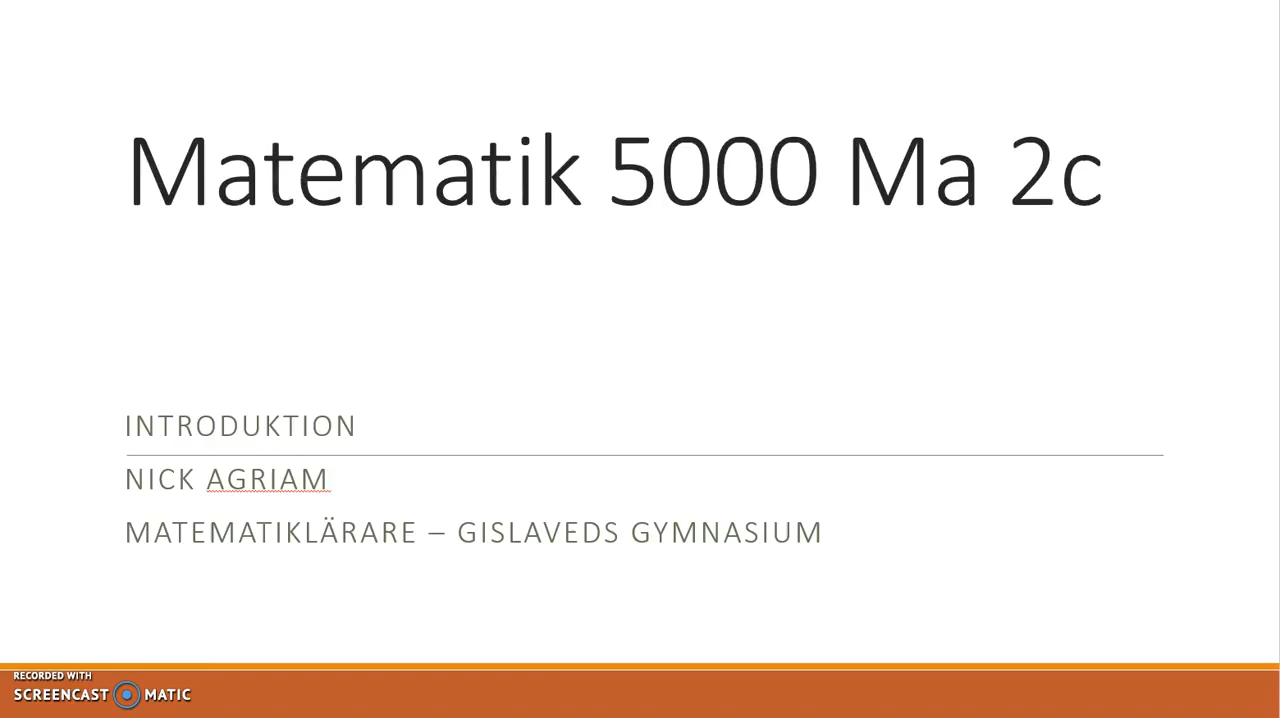 Matematik 5000 Ma 2c
INTRODUKTION
NICK AGRIAM
MATEMATIKLÄRARE – GISLAVEDS GYMNASIUM
RECORDED WITH
SCREENCAST MATIC